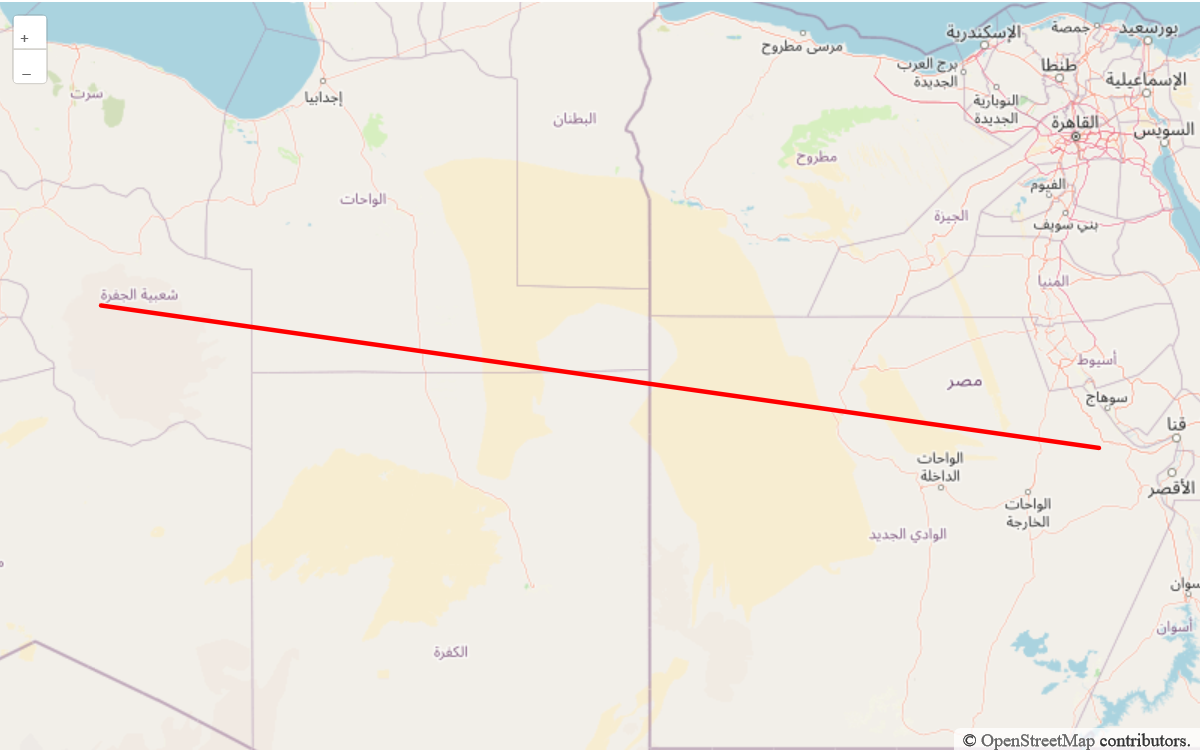 +
–
سرت
إجدابيا
البطنان
الواحات
شعبية الجفرة
الكفرة
مرسى مطروح
الإسكندرية
برج العرب
الجديدة
النوبارية
الجديدة
جمصة
بورسعيد
طنطا
الإسماعيلية
القاهرة
السويس
مطروح
الفيوم
الجيزة
بني سويف
المنيا
أسيوط
مصر
سوهاج
قنا
الأقصر
الواحات
الداخلة
الواحات
الخارجة
الوادي الجديد
أسوان
© OpenStreetMap contributors.